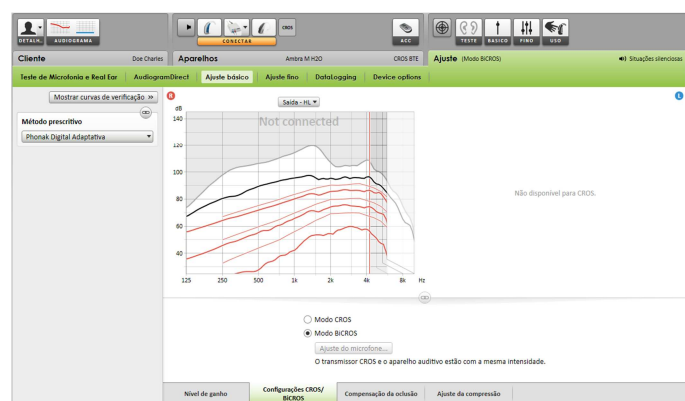 DETALH. AUDIOGRAMA CONECTAR CROS ACC TESTE BASICO FINO USO
Cliente Doe Charles Aparelhos Ambra M H2O CROS BTE Ajuste (Modo BiCROS) Situações silenciosas
Teste de Microfonia e Real Ear AudiogramDirect Ajuste básico Ajuste fino DataLogging Device options
Mostrar curvas de verificação »
Método prescritivo
Phonak Digital Adaptativa
R L
Saída - HL
dB
Not connected
140
120
100
80
60
40
125 250 500 1k 2k 4k 8k Hz
Não disponível para CROS.
Modo CROS
Modo BiCROS
Ajuste do microfone...
O transmissor CROS e o aparelho auditivo estão com a mesma intensidade.
Nível de ganho Configurações CROS/ BiCROS Compensação da oclusão Ajuste da compressão